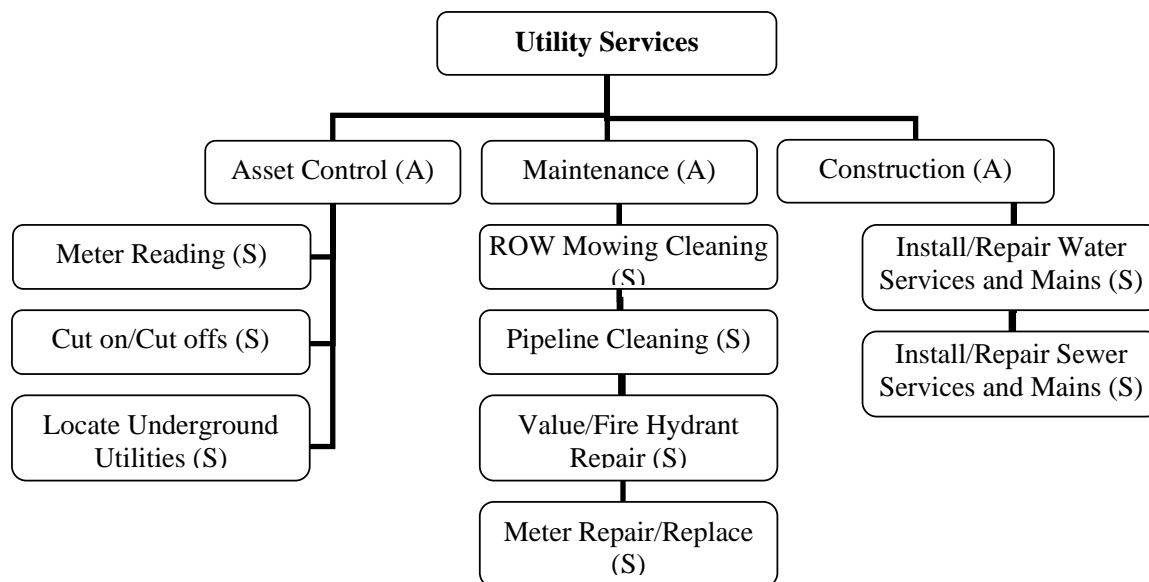 Utility Services
Asset Control (A)
Maintenance (A)
Construction (A)
Meter Reading (S)
Cut on/Cut offs (S)
Locate Underground
Utilities (S)
ROW Mowing Cleaning
(S)
Pipeline Cleaning (S)
Value/Fire Hydrant
Repair (S)
Meter Repair/Replace
(S)
Install/Repair Water
Services and Mains (S)
Install/Repair Sewer
Services and Mains (S)